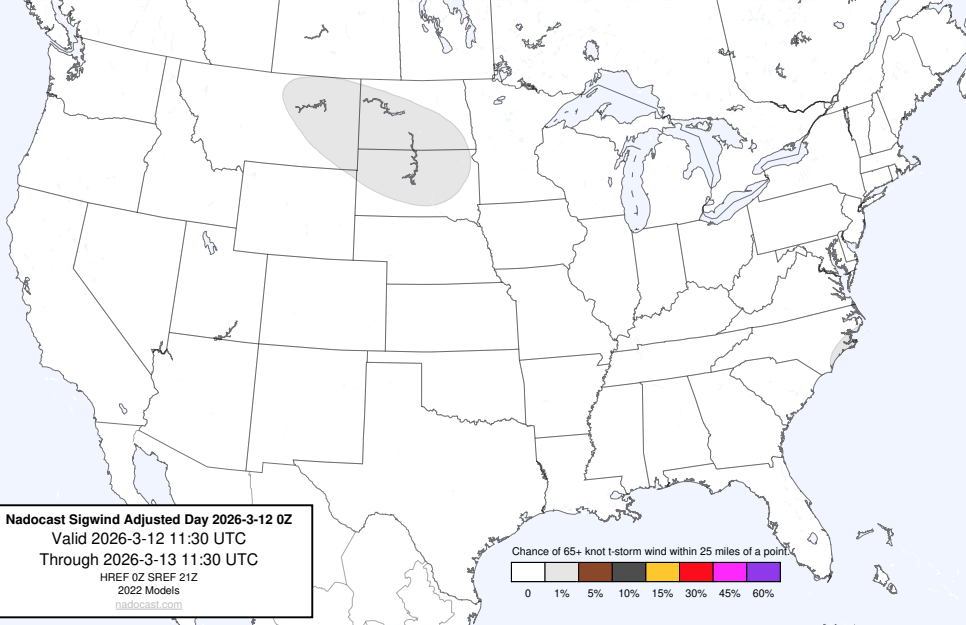 Nadocast Sigwind Adjusted Day 2026-3-12 0Z
Valid 2026-3-12 11:30 UTC
Through 2026-3-13 11:30 UTC
HREF 0Z SREF 21Z
2022 Models
nadocast.com
Chance of 65+ knot t-storm wind within 25 miles of a point.
0 1% 5% 10% 15% 30% 45% 60%